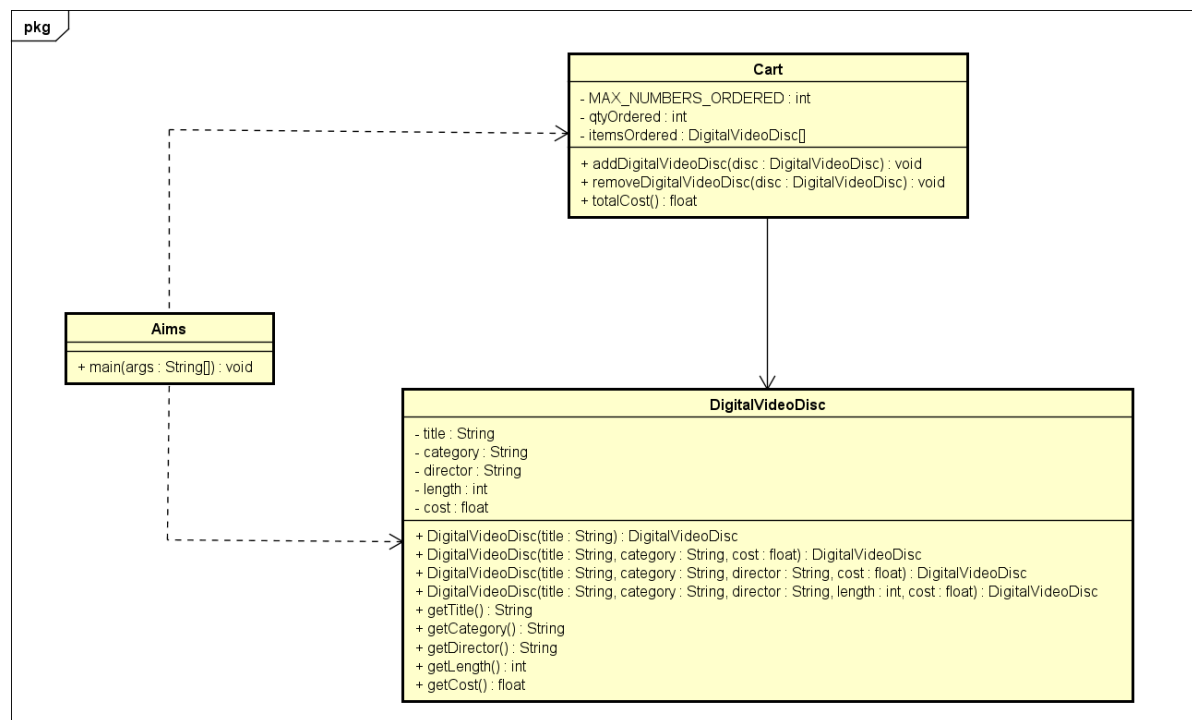 pkg
Cart
- MAX_NUMBERS_ORDERED : int
- qtyOrdered : int
- itemsOrdered : DigitalVideoDisc[]
+ addDigitalVideoDisc(disc : DigitalVideoDisc) : void
+ removeDigitalVideoDisc(disc : DigitalVideoDisc) : void
+ totalCost() : float
Aims
+ main(args : String[]) : void
DigitalVideoDisc
- title : String
- category : String
- director : String
- length : int
- cost : float
+ DigitalVideoDisc(title : String) : DigitalVideoDisc
+ DigitalVideoDisc(title : String, category : String, cost : float) : DigitalVideoDisc
+ DigitalVideoDisc(title : String, category : String, director : String, cost : float) : DigitalVideoDisc
+ DigitalVideoDisc(title : String, category : String, director : String, length : int, cost : float) : DigitalVideoDisc
+ getTitle() : String
+ getCategory() : String
+ getDirector() : String
+ getLength() : int
+ getCost() : float